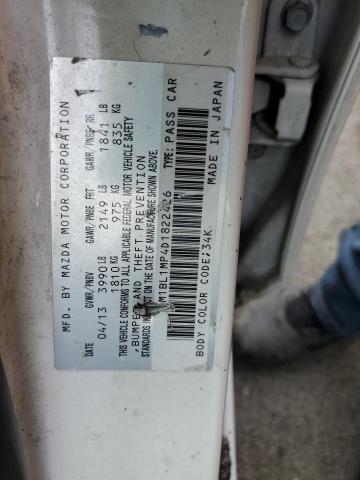 MFD. BY MAZDA MOTOR CORPORATION
DATE GVWR/PNBV GAWR/PNBE FRT GAWR/PNBE RR
04/13 3990 LB 2149 LB 1841 LB
1810 KG 975 KG 835 KG
THIS VEHICLE CONFORMS TO ALL APPLICABLE FEDERAL MOTOR VEHICLE SAFETY
, BUMPER, AND THEFT PREVENTION
STANDARDS IN EFFECT ON THE DATE OF MANUFACTURE SHOWN ABOVE.
M1BL1MP4D1822426 TYPE: PASS CAR
MADE IN JAPAN
BODY COLOR CODE:34K